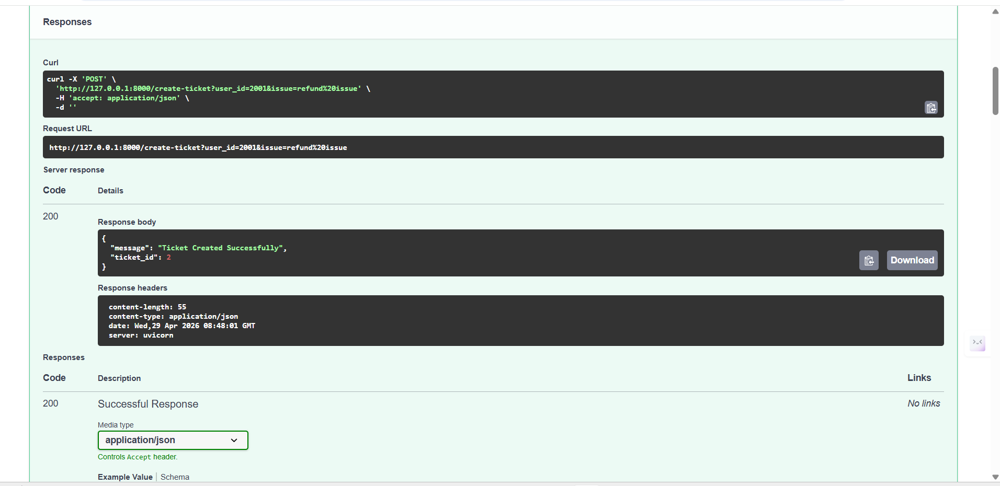 Responses
Curl
curl -X 'POST' \
'http://127.0.0.1:8000/create-ticket?user_id=2001&issue=refund%20issue' \
-H 'accept: application/json' \
-d ''
Request URL
http://127.0.0.1:8000/create-ticket?user_id=2001&issue=refund%20issue
Server response
Code Details
200
Response body
{
"message": "Ticket Created Successfully",
"ticket_id": 2
}
Download
Response headers
content-length: 55
content-type: application/json
date: Wed,29 Apr 2026 08:48:01 GMT
server: uvicorn
Responses
Code Description Links
200 Successful Response No links
Media type
application/json
Controls Accept header.
Example Value Schema